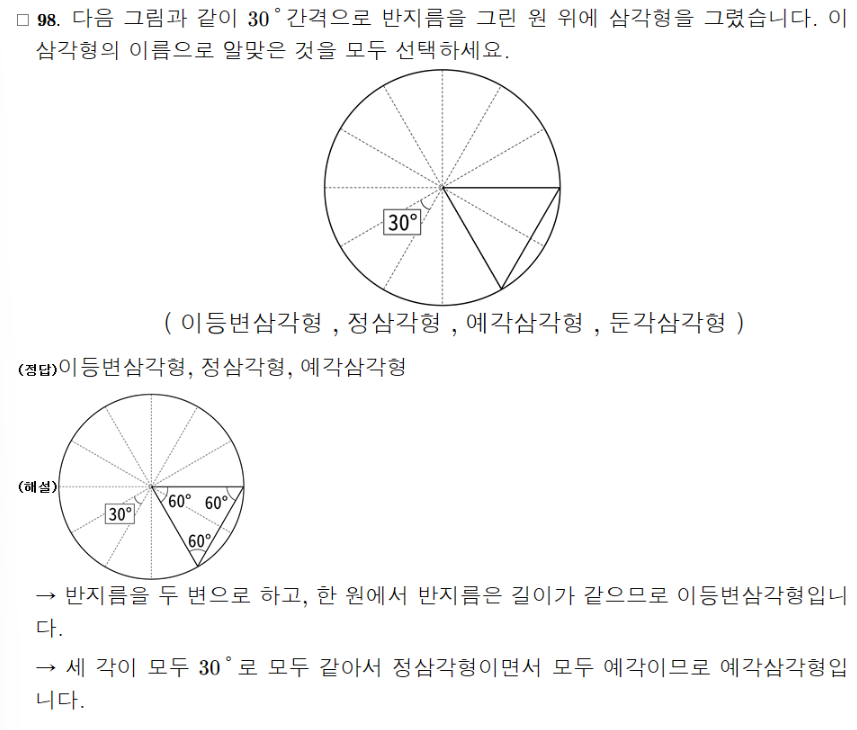 □ 98. 다음 그림과 같이 30°간격으로 반지름을 그린 원 위에 삼각형을 그렸습니다. 이
삼각형의 이름으로 알맞은 것을 모두 선택하세요.
30°
( 이등변삼각형 , 정삼각형 , 예각삼각형 , 둔각삼각형 )
(정답)이등변삼각형, 정삼각형, 예각삼각형
(해설)
60° 60°
30°
60°
→ 반지름을 두 변으로 하고, 한 원에서 반지름은 길이가 같으므로 이등변삼각형입니
다.
→ 세 각이 모두 30°로 모두 같아서 정삼각형이면서 모두 예각이므로 예각삼각형입
니다.